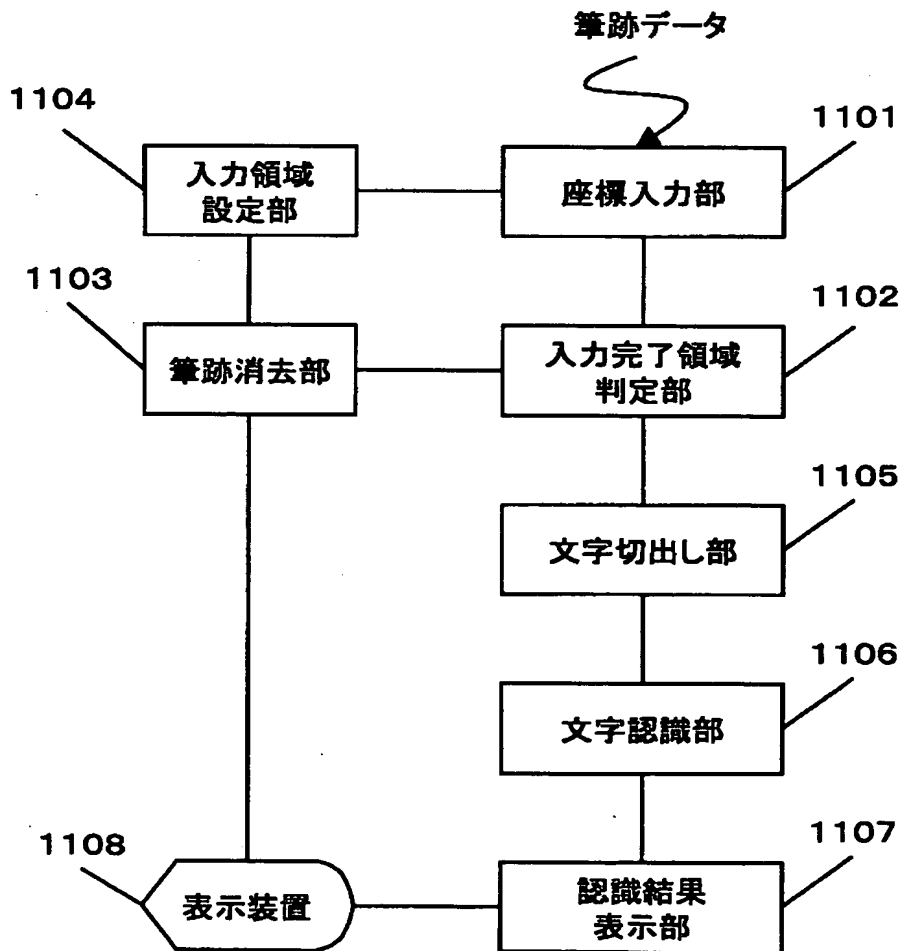 筆跡データ
1104
1101
入力領域
設定部
座標入力部
1103
1102
筆跡消去部
入力完了領域
判定部
1105
文字切出し部
1106
文字認識部
1108
1107
表示装置
認識結果
表示部